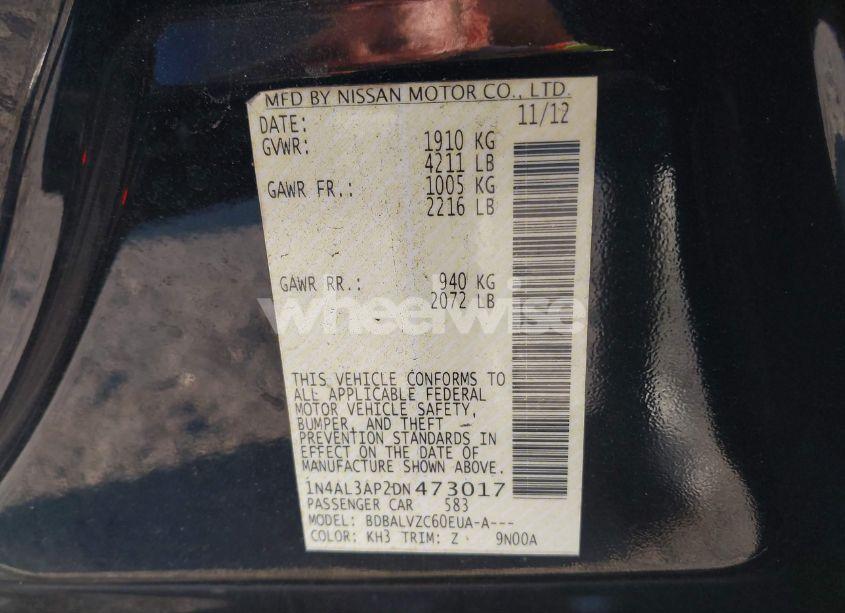 MFD BY NISSAN MOTOR CO., LTD.
DATE: 11/12
GVWR: 1910 KG
4211 LB
GAWR FR.: 1005 KG
2216 LB
GAWR RR.: 940 KG
2072 LB
wheelwise
THIS VEHICLE CONFORMS TO
ALL APPLICABLE FEDERAL
MOTOR VEHICLE SAFETY,
BUMPER, AND THEFT
PREVENTION STANDARDS IN
EFFECT ON THE DATE OF
MANUFACTURE SHOWN ABOVE.
1N4AL3AP2DN473017
PASSENGER CAR 583
MODEL: BDBALVZC60EUA-A---
COLOR: KH3 TRIM: Z 9N00A